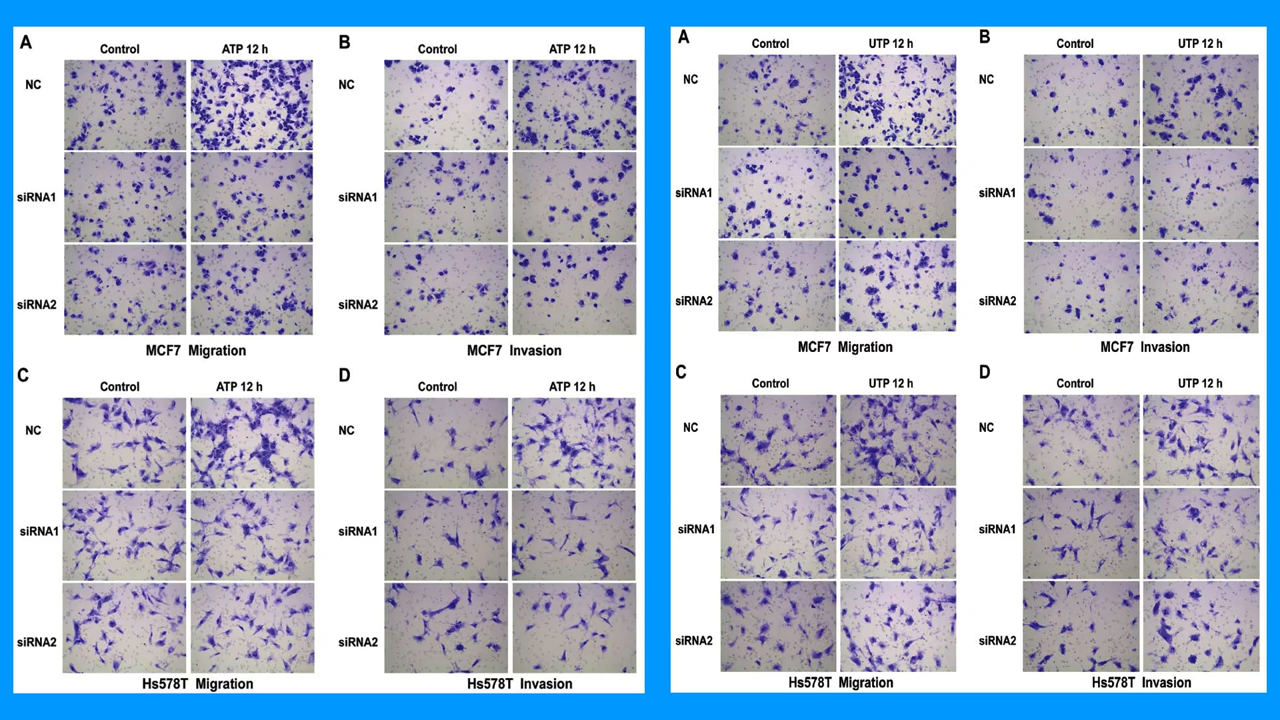 A
Control
ATP 12 h
NC
siRNA1
siRNA2
MCF7 Migration
B
Control
ATP 12 h
NC
siRNA1
siRNA2
MCF7 Invasion
C
Control
ATP 12 h
NC
siRNA1
siRNA2
Hs578T Migration
D
Control
ATP 12 h
NC
siRNA1
siRNA2
Hs578T Invasion
A
Control
UTP 12 h
NC
siRNA1
siRNA2
MCF7 Migration
B
Control
UTP 12 h
NC
siRNA1
siRNA2
MCF7 Invasion
C
Control
UTP 12 h
NC
siRNA1
siRNA2
Hs578T Migration
D
Control
UTP 12 h
NC
siRNA1
siRNA2
Hs578T Invasion